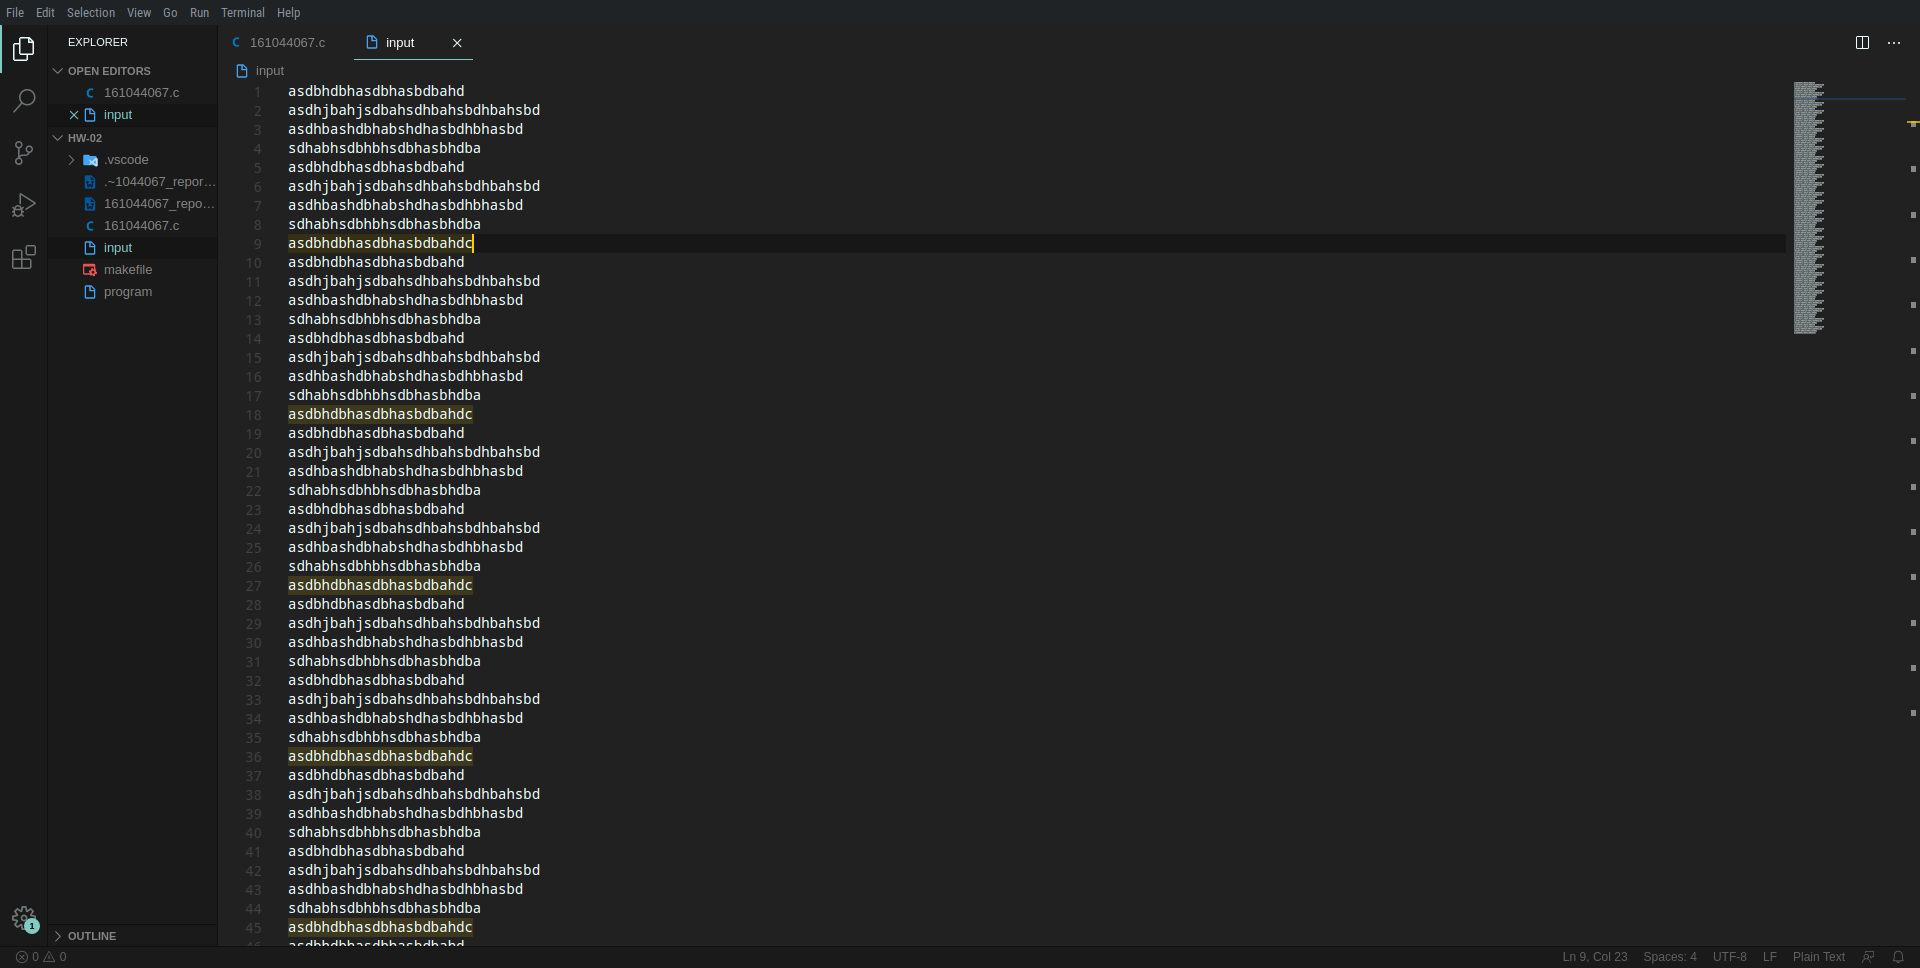 File Edit Selection View Go Run Terminal Help
EXPLORER
OPEN EDITORS
C 161044067.c
input
HW-02
.vscode
.~1044067_repor...
161044067_repo...
C 161044067.c
input
makefile
program
OUTLINE
1
C 161044067.c
input
input
1 asdbhdbhasdbhasbdbahd
2 asdhjbahjsdbahsdhbahsbdhbahsbd
3 asdhbashdbhabshdhasbdhbhasbd
4 sdhabhsdbhbhsdbhasbhdba
5 asdbhdbhasdbhasbdbahd
6 asdhjbahjsdbahsdhbahsbdhbahsbd
7 asdhbashdbhabshdhasbdhbhasbd
8 sdhabhsdbhbhsdbhasbhdba
9 asdbhdbhasdbhasbdbahdc
10 asdbhdbhasdbhasbdbahd
11 asdhjbahjsdbahsdhbahsbdhbahsbd
12 asdhbashdbhabshdhasbdhbhasbd
13 sdhabhsdbhbhsdbhasbhdba
14 asdbhdbhasdbhasbdbahd
15 asdhjbahjsdbahsdhbahsbdhbahsbd
16 asdhbashdbhabshdhasbdhbhasbd
17 sdhabhsdbhbhsdbhasbhdba
18 asdbhdbhasdbhasbdbahdc
19 asdbhdbhasdbhasbdbahd
20 asdhjbahjsdbahsdhbahsbdhbahsbd
21 asdhbashdbhabshdhasbdhbhasbd
22 sdhabhsdbhbhsdbhasbhdba
23 asdbhdbhasdbhasbdbahd
24 asdhjbahjsdbahsdhbahsbdhbahsbd
25 asdhbashdbhabshdhasbdhbhasbd
26 sdhabhsdbhbhsdbhasbhdba
27 asdbhdbhasdbhasbdbahdc
28 asdbhdbhasdbhasbdbahd
29 asdhjbahjsdbahsdhbahsbdhbahsbd
30 asdhbashdbhabshdhasbdhbhasbd
31 sdhabhsdbhbhsdbhasbhdba
32 asdbhdbhasdbhasbdbahd
33 asdhjbahjsdbahsdhbahsbdhbahsbd
34 asdhbashdbhabshdhasbdhbhasbd
35 sdhabhsdbhbhsdbhasbhdba
36 asdbhdbhasdbhasbdbahdc
37 asdbhdbhasdbhasbdbahd
38 asdhjbahjsdbahsdhbahsbdhbahsbd
39 asdhbashdbhabshdhasbdhbhasbd
40 sdhabhsdbhbhsdbhasbhdba
41 asdbhdbhasdbhasbdbahd
42 asdhjbahjsdbahsdhbahsbdhbahsbd
43 asdhbashdbhabshdhasbdhbhasbd
44 sdhabhsdbhbhsdbhasbhdba
45 asdbhdbhasdbhasbdbahdc
46 asdbhdbhasdbhasbdbahd
0 0 Ln 9, Col 23 Spaces: 4 UTF-8 LF Plain Text